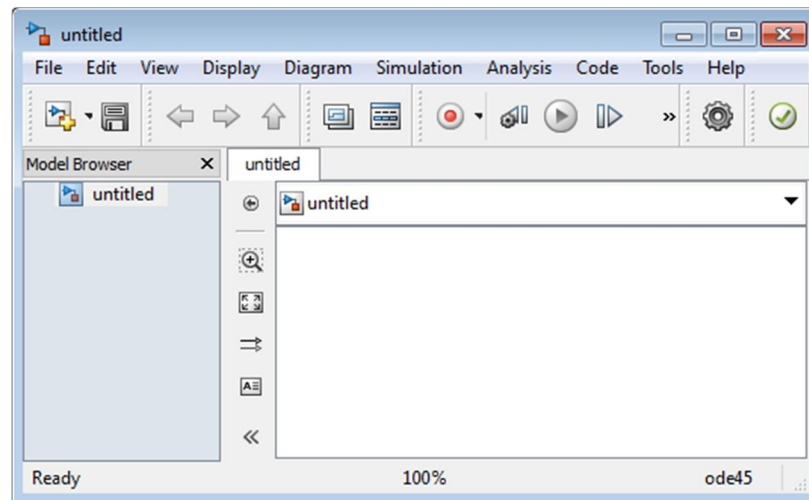 untitled
File Edit View Display Diagram Simulation Analysis Code Tools Help
Model Browser
untitled
untitled
untitled
Ready 100% ode45